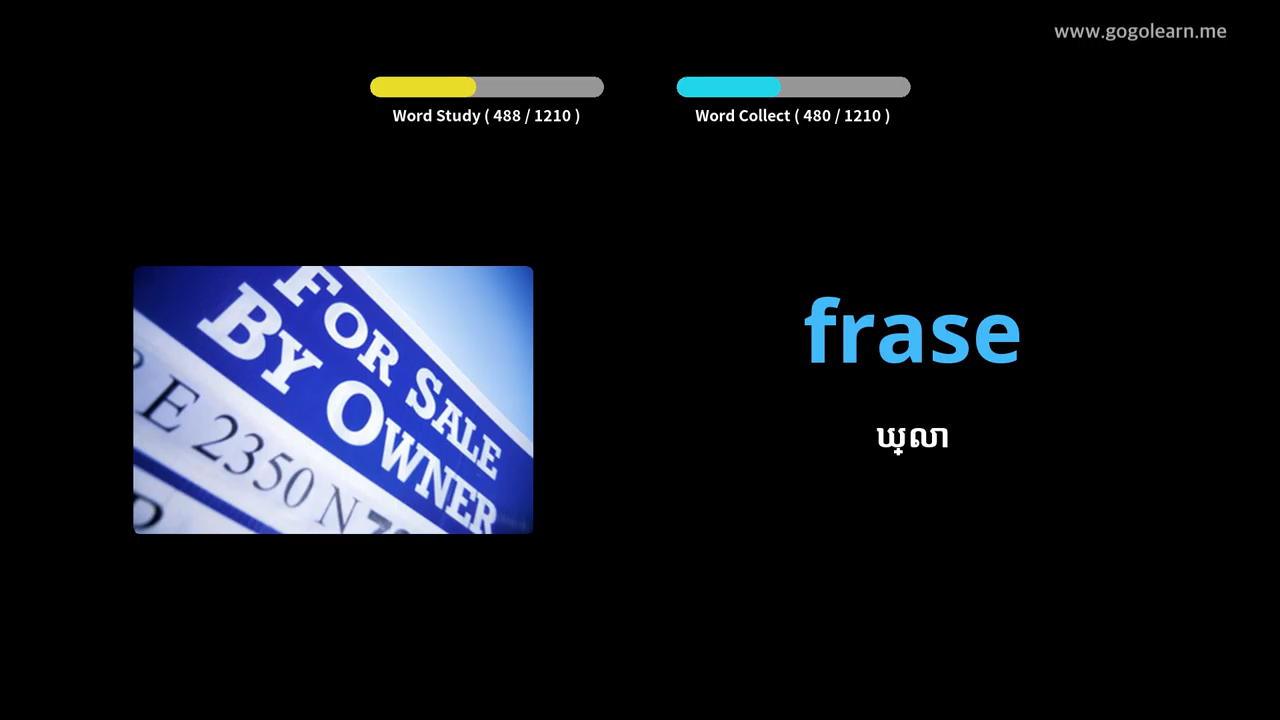 www.gogolearn.me
Word Study ( 488 / 1210 )
Word Collect ( 480 / 1210 )
FOR SALE
BY OWNER
E 2350 N
frase
ឃ្លា